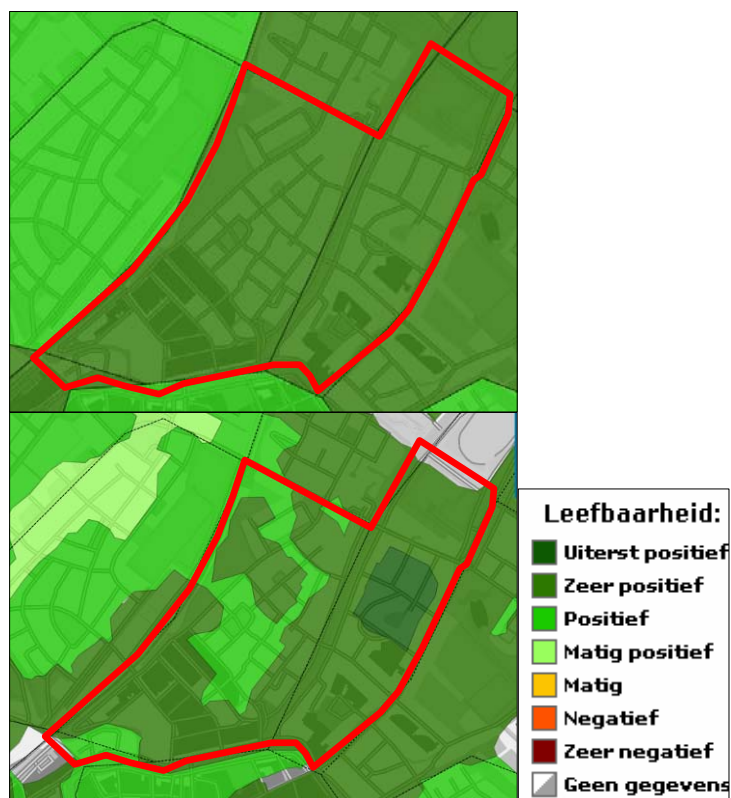 Leefbaarheid:
Uiterst positief
Zeer positief
Positief
Matig positief
Matig
Negatief
Zeer negatief
Geen gegevens